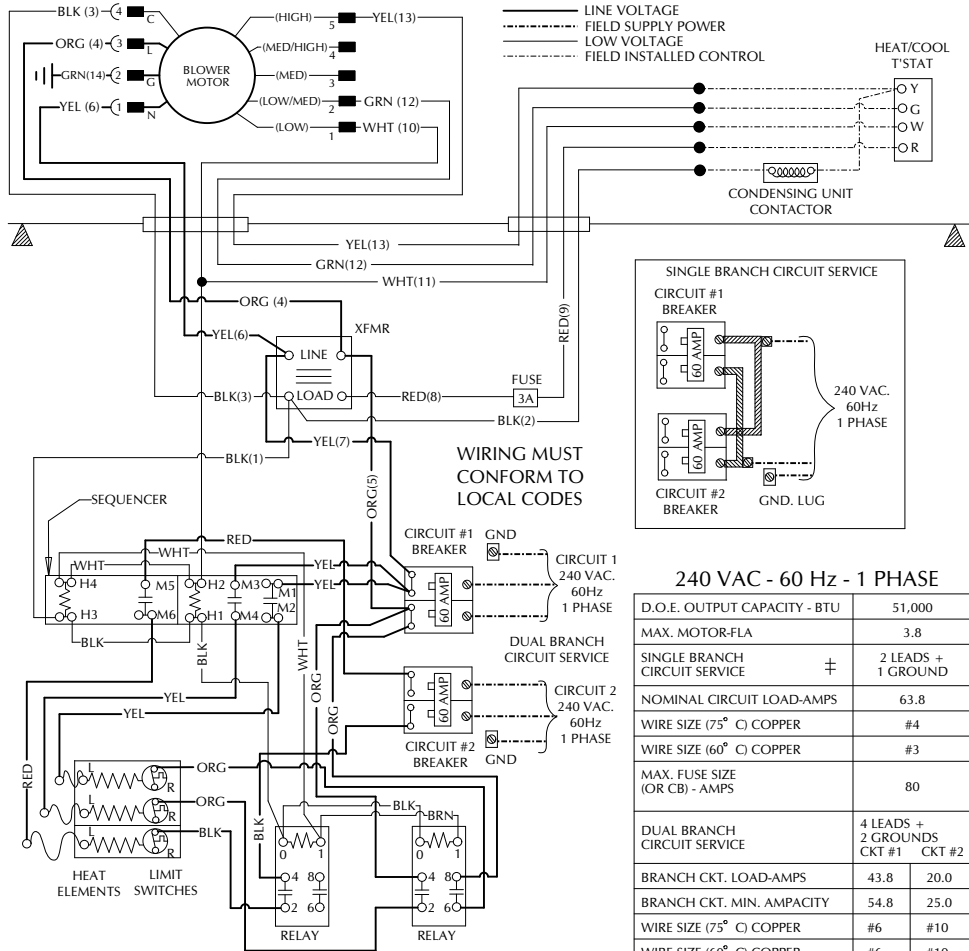 BLK (3)
4
C
ORG (4)
3
L
GRN(14)
2
G
YEL (6)
1
N
BLOWER
MOTOR
(HIGH)
5
YEL(13)
(MED/HIGH)
4
(MED)
3
(LOW/MED)
2
GRN (12)
(LOW)
1
WHT (10)
LINE VOLTAGE
FIELD SUPPLY POWER
LOW VOLTAGE
FIELD INSTALLED CONTROL
HEAT/COOL
T'STAT
Y
G
W
R
CONDENSING UNIT
CONTACTOR
YEL(13)
GRN(12)
WHT(11)
ORG (4)
YEL(6)
XFMR
LINE
LOAD
BLK(3)
RED(8)
FUSE
3A
RED(9)
BLK(2)
YEL(7)
BLK(1)
ORG(5)
WIRING MUST
CONFORM TO
LOCAL CODES
SINGLE BRANCH CIRCUIT SERVICE
CIRCUIT #1
BREAKER
60 AMP
60 AMP
CIRCUIT #2
BREAKER
240 VAC.
60Hz
1 PHASE
GND. LUG
SEQUENCER
RED
WHT
WHT
YEL
YEL
H4
M5
H2
M3
M1
M2
H3
M6
H1
M4
BLK
BLK
WHT
ORG
ORG
CIRCUIT #1
BREAKER
GND
60 AMP
CIRCUIT 1
240 VAC.
60Hz
1 PHASE
DUAL BRANCH
CIRCUIT SERVICE
60 AMP
CIRCUIT 2
240 VAC.
60Hz
1 PHASE
CIRCUIT #2
BREAKER
GND
YEL
YEL
RED
L
R
ORG
L
R
ORG
L
R
BLK
HEAT
ELEMENTS
LIMIT
SWITCHES
BLK
BLK
BRN
0
1
4
8
2
6
RELAY
0
1
4
8
2
6
RELAY
240 VAC - 60 Hz - 1 PHASE
D.O.E. OUTPUT CAPACITY - BTU 51,000
MAX. MOTOR-FLA 3.8
SINGLE BRANCH
CIRCUIT SERVICE ‡
2 LEADS +
1 GROUND
NOMINAL CIRCUIT LOAD-AMPS 63.8
WIRE SIZE (75° C) COPPER #4
WIRE SIZE (60° C) COPPER #3
MAX. FUSE SIZE
(OR CB) - AMPS
80
DUAL BRANCH
CIRCUIT SERVICE
4 LEADS +
2 GROUNDS
CKT #1 CKT #2
BRANCH CKT. LOAD-AMPS 43.8 20.0
BRANCH CKT. MIN. AMPACITY 54.8 25.0
WIRE SIZE (75° C) COPPER #6 #10
WIRE SIZE (60° C) COPPER #6 #10